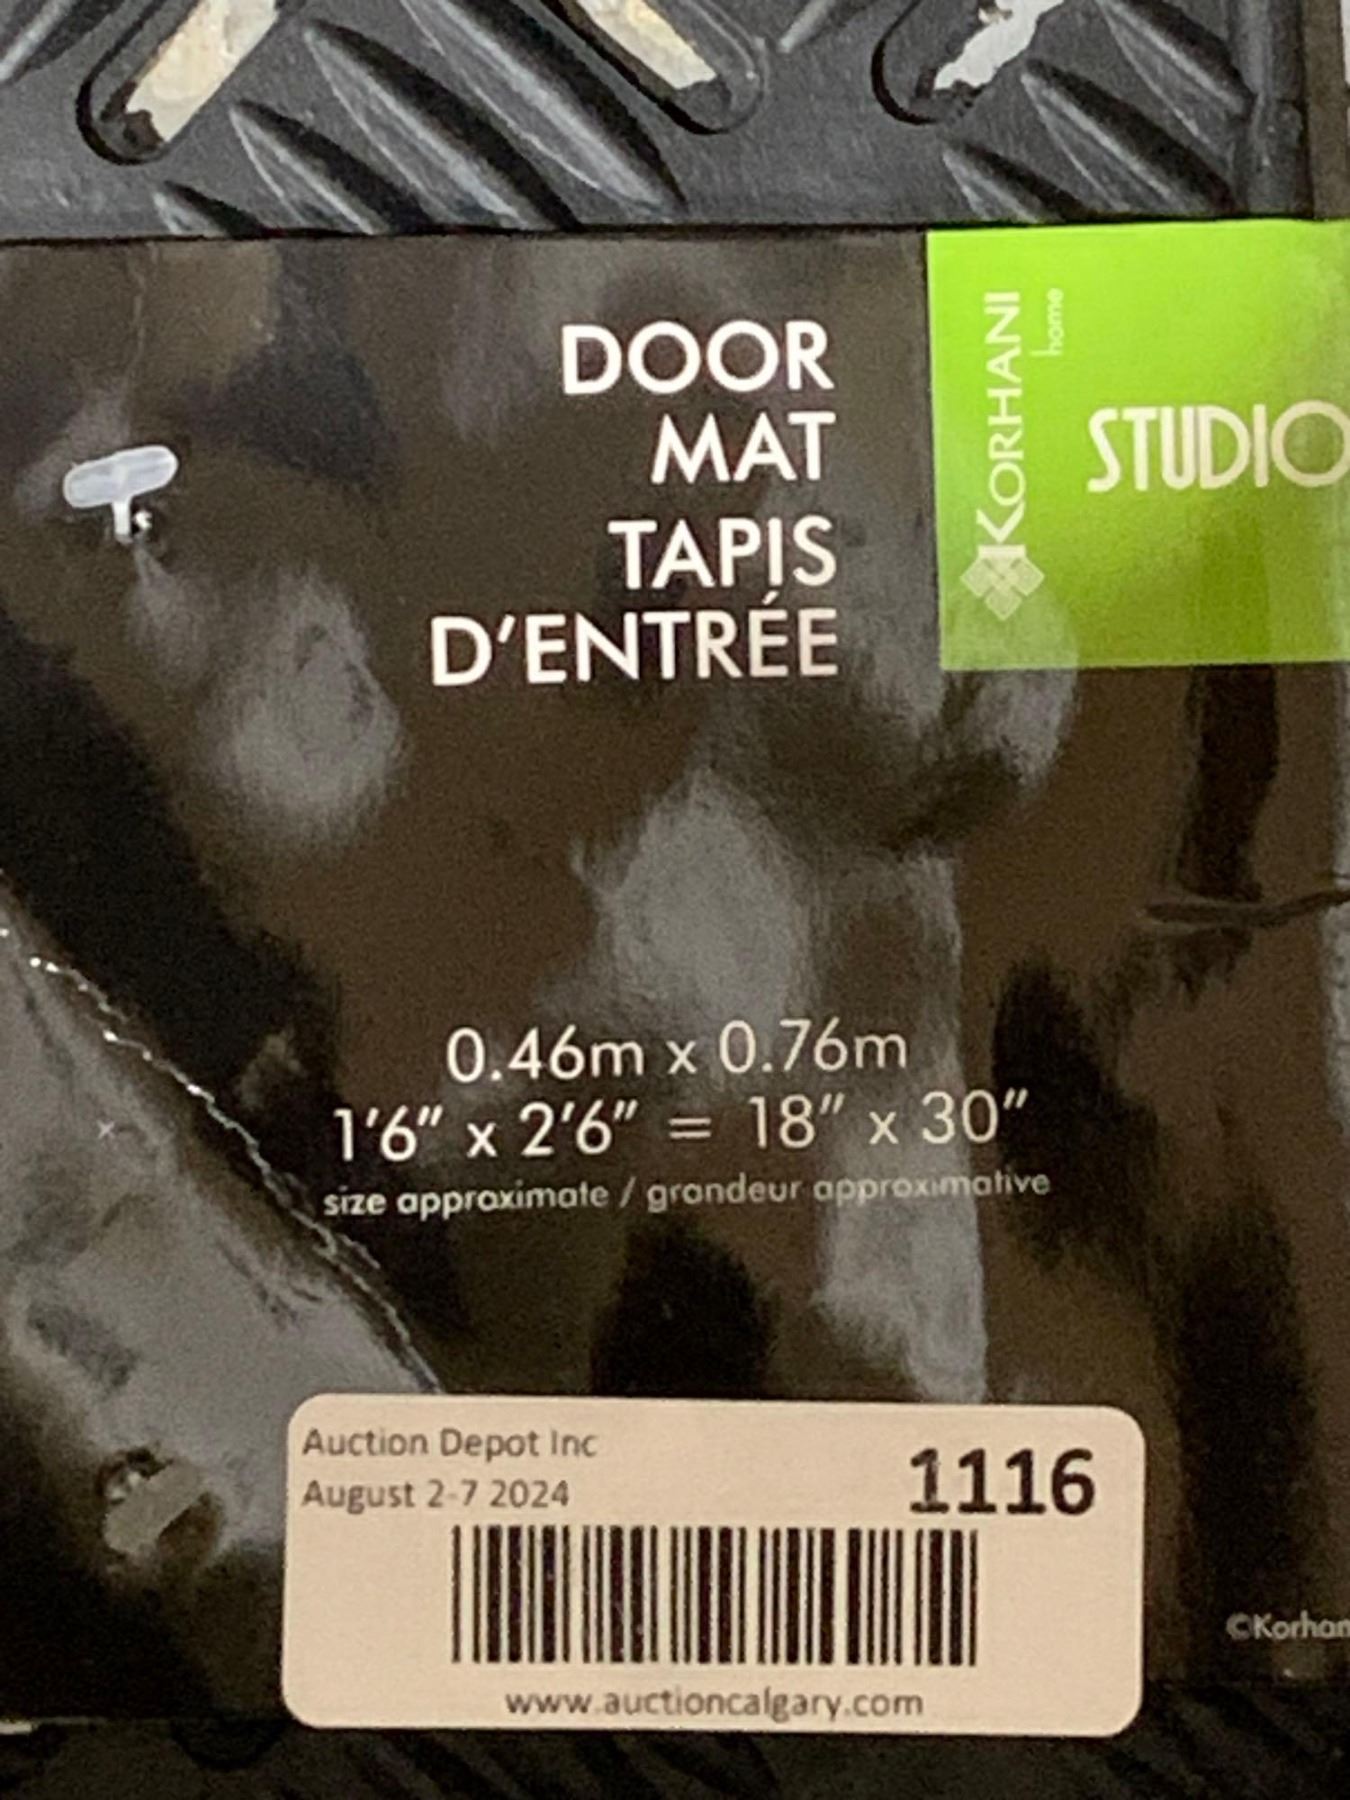 DOOR
MAT
TAPIS
D'ENTRÉE
KORHANI
home
STUDIO
0.46m x 0.76m
1'6" x 2'6" = 18" x 30"
size approximate / grandeur approximative
Auction Depot Inc
August 2-7 2024
1116
www.auctioncalgary.com
©Korhan